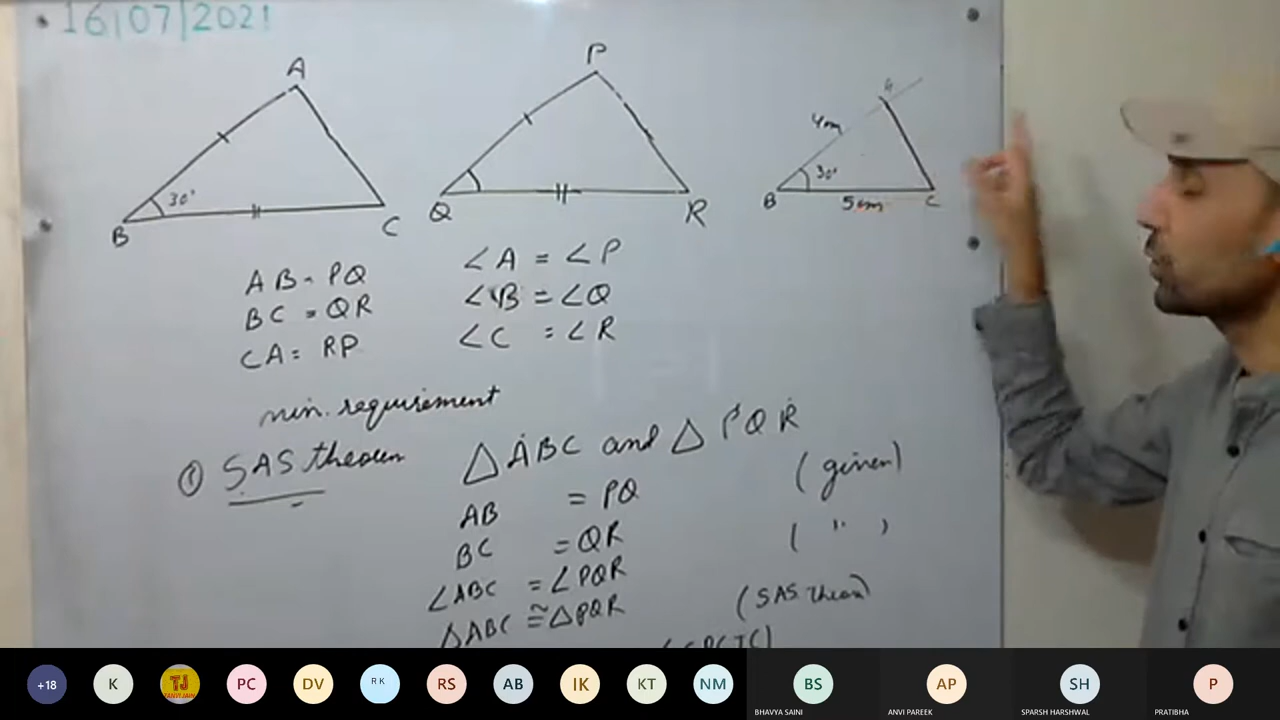 16/07/2021
A
P
A
4m
30°
30°
B
C
Q
R
B
5cm
C
AB = PQ
BC = QR
CA = RP
∠A = ∠P
∠B = ∠Q
∠C = ∠R
min. requirement
① SAS theorem
△ABC and △PQR
AB = PQ (given)
BC = QR ( " )
∠ABC = ∠PQR
△ABC ≅ △PQR (SAS theom)
+18
K
TJ
PC
DV
RK
RS
AB
IK
KT
NM
BS
AP
SH
P
BHAVYA SAINI
ANVI PAREEK
SPARSH HARSHWAL
PRATIBHA